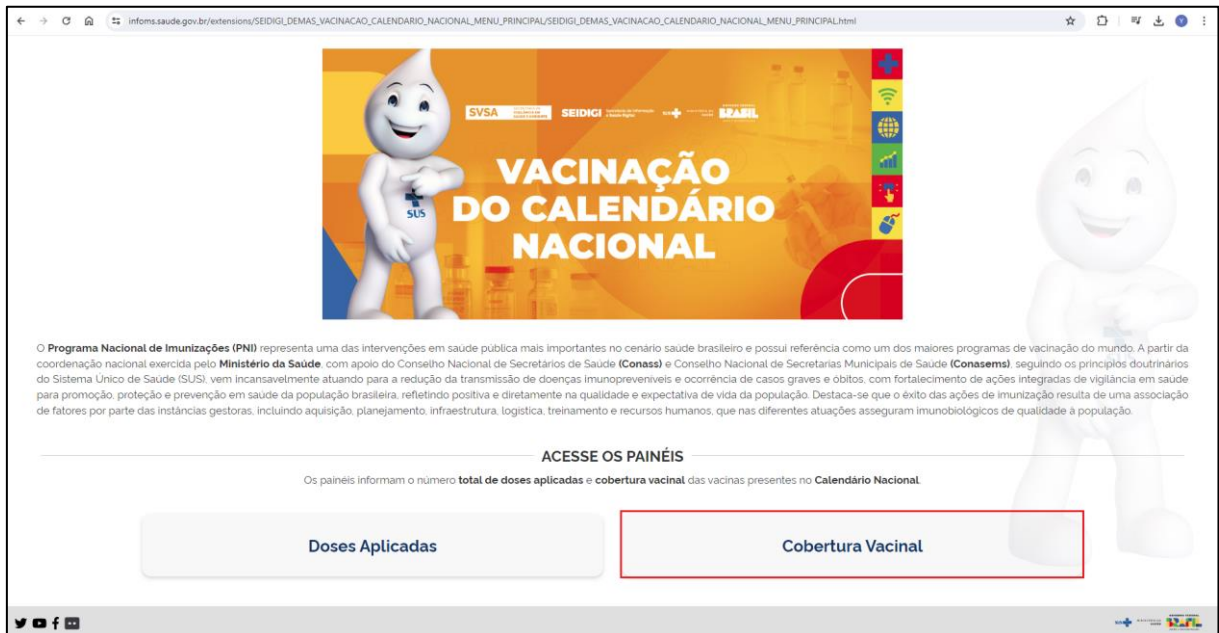 infoms.saude.gov.br/extensions/SEIDIGI_DEMAS_VACINACAO_CALENDARIO_NACIONAL_MENU_PRINCIPAL/SEIDIGI_DEMAS_VACINACAO_CALENDARIO_NACIONAL_MENU_PRINCIPAL.html
SVSA SEIDIGI BRASIL
SUS
VACINAÇÃO
DO CALENDÁRIO
NACIONAL
O Programa Nacional de Imunizações (PNI) representa uma das intervenções em saúde pública mais importantes no cenário saúde brasileiro e possui referência como um dos maiores programas de vacinação do mundo. A partir da
coordenação nacional exercida pelo Ministério da Saúde, com apoio do Conselho Nacional de Secretários de Saúde (Conass) e Conselho Nacional de Secretarias Municipais de Saúde (Conasems), seguindo os princípios doutrinários
do Sistema Único de Saúde (SUS), vem incansavelmente atuando para a redução da transmissão de doenças imunopreveníveis e ocorrência de casos graves e óbitos, com fortalecimento de ações integradas de vigilância em saúde
para promoção, proteção e prevenção em saúde da população brasileira, refletindo positiva e diretamente na qualidade e expectativa de vida da população. Destaca-se que o êxito das ações de imunização resulta de uma associação
de fatores por parte das instâncias gestoras, incluindo aquisição, planejamento, infraestrutura, logística, treinamento e recursos humanos, que nas diferentes atuações asseguram imunobiológicos de qualidade à população.
ACESSE OS PAINÉIS
Os painéis informam o número total de doses aplicadas e cobertura vacinal das vacinas presentes no Calendário Nacional.
Doses Aplicadas
Cobertura Vacinal
BRASIL